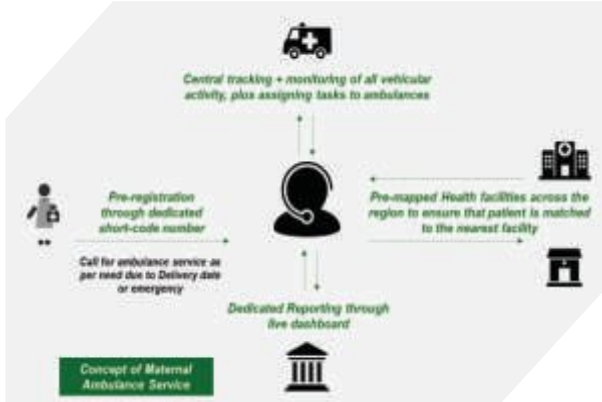 Central tracking + monitoring of all vehicular
activity, plus assigning tasks to ambulances
Pre-registration
through dedicated
short-code number
Call for ambulance service as
per need due to Delivery date
or emergency
Pre-mapped Health facilities across the
region to ensure that patient is matched
to the nearest facility
Dedicated Reporting through
live dashboard
Concept of Maternal
Ambulance Service